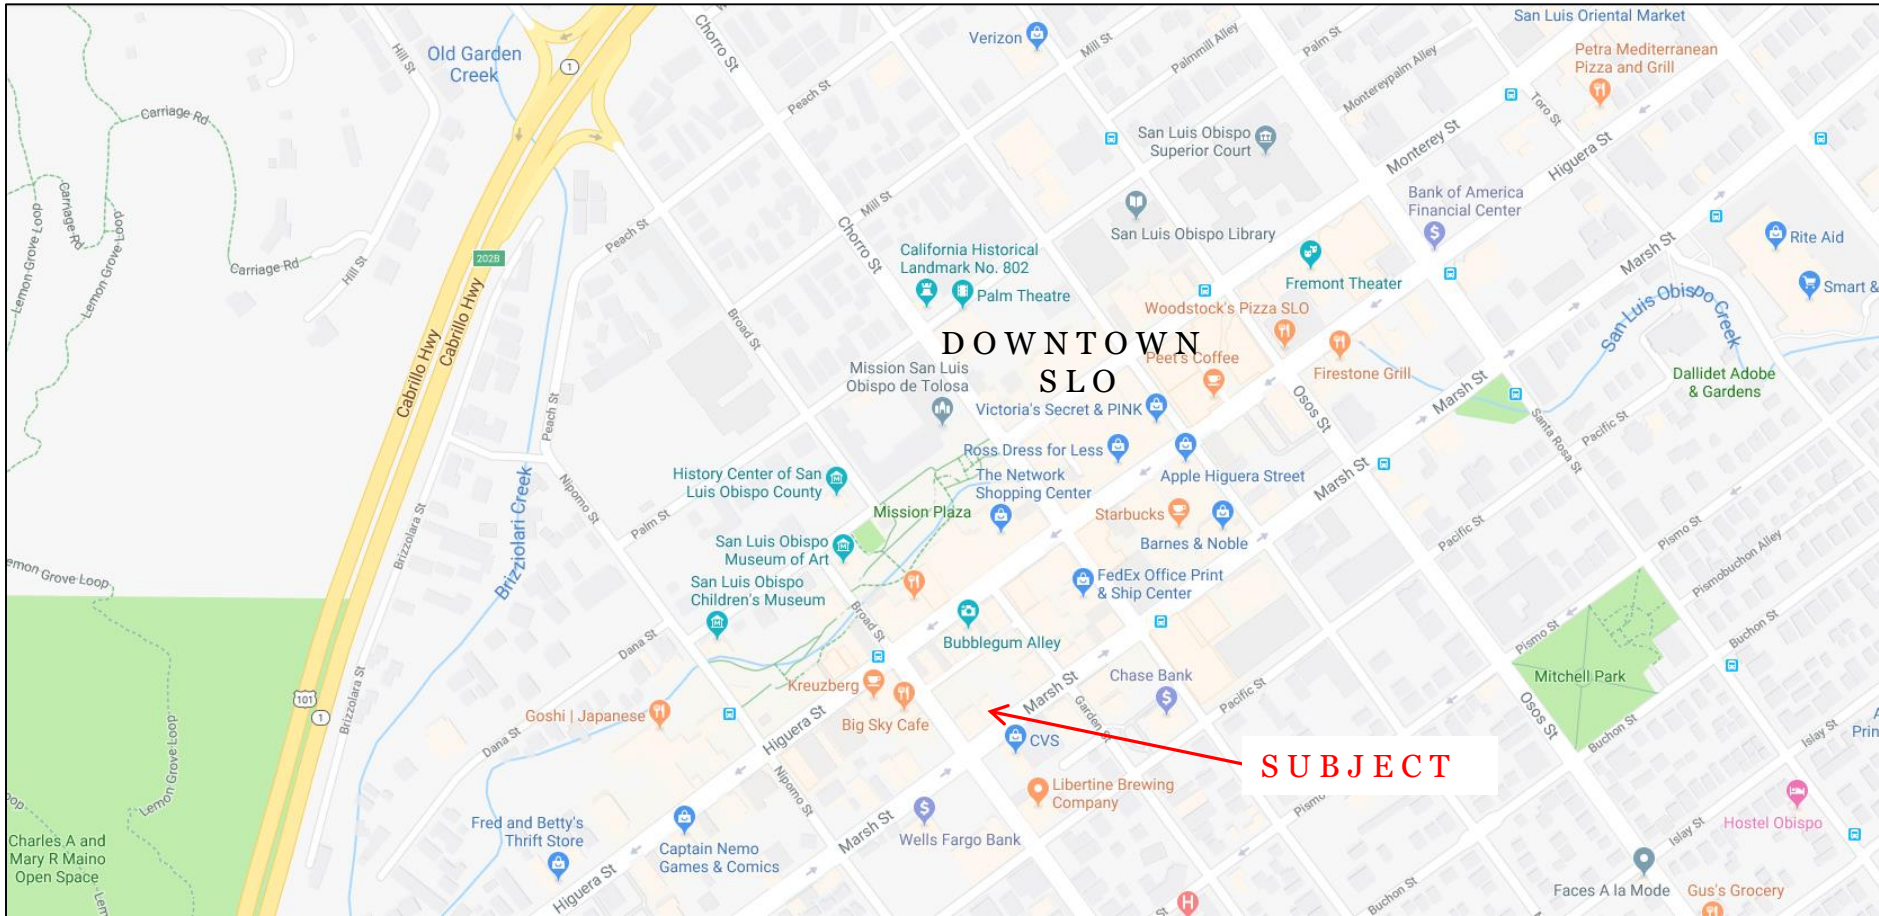 San Luis Oriental Market
Old Garden
Creek
1
Hill St
Chorro St
Verizon
Mill St
Palmmill Alley
Palm St
Petra Mediterranean
Pizza and Grill
Montereypalm Alley
Peach St
Toro St
Carriage Rd
San Luis Obispo
Superior Court
Monterey St
Higuera St
Bank of America
Financial Center
Mill St
San Luis Obispo Library
Carriage Rd
Lemon Grove Loop
Lemon Grove Loop
Peach St
Chorro St
Marsh St
Rite Aid
Carriage Rd
Hill St
202B
California Historical
Landmark No. 802
Palm Theatre
Fremont Theater
Smart &
Woodstock's Pizza SLO
San Luis Obispo Creek
Cabrillo Hwy
Cabrillo Hwy
Broad St
DOWNTOWN
SLO
Peet's Coffee
Mission San Luis
Obispo de Tolosa
Firestone Grill
Dallidet Adobe
& Gardens
Victoria's Secret & PINK
Osos St
Marsh St
Santa Rosa St
Pacific St
Peach St
Ross Dress for Less
The Network
Shopping Center
Apple Higuera Street
Marsh St
History Center of San
Luis Obispo County
Nipomo St
Palm St
Mission Plaza
Starbucks
Barnes & Noble
Pacific St
Pismo St
Brizzolara St
Brizziolari Creek
San Luis Obispo
Museum of Art
Pismobuchon Alley
emon Grove Loop
San Luis Obispo
Children's Museum
FedEx Office Print
& Ship Center
Broad St
Dana St
Bubblegum Alley
Pismo St
Buchon St
Mitchell Park
101
1
Brizzolara St
Kreuzberg
Chase Bank
Marsh St
Garden St
Pacific St
Goshi | Japanese
Big Sky Cafe
Osos St
Dana St
Higuera St
CVS
Buchon St
Islay St
Prin
SUBJECT
Nipomo St
Lemon Grove Loop
Libertine Brewing
Company
Pismo
Hostel Obispo
Fred and Betty's
Thrift Store
Marsh St
Wells Fargo Bank
Islay St
Charles A and
Mary R Maino
Open Space
Captain Nemo
Games & Comics
Higuera St
Buchon St
Faces A la Mode
Gus's Grocery
St
Lem